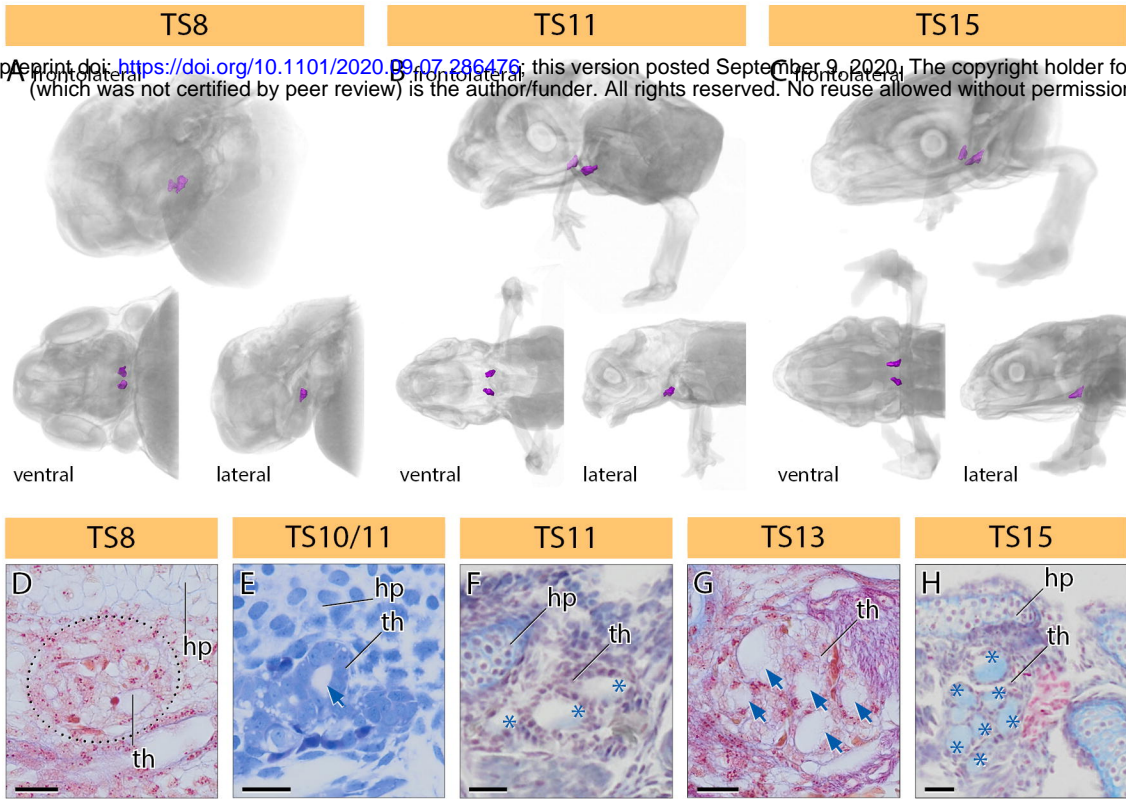 TS8 TS11 TS15
preprint doi: https://doi.org/10.1101/2020.09.07.286476; this version posted September 9, 2020. The copyright holder fo
A frontolateral B frontolateral C frontolateral
(which was not certified by peer review) is the author/funder. All rights reserved. No reuse allowed without permission
ventral lateral ventral lateral ventral lateral
TS8 TS10/11 TS11 TS13 TS15
D hp th
E hp th
F hp th
G th
H hp th